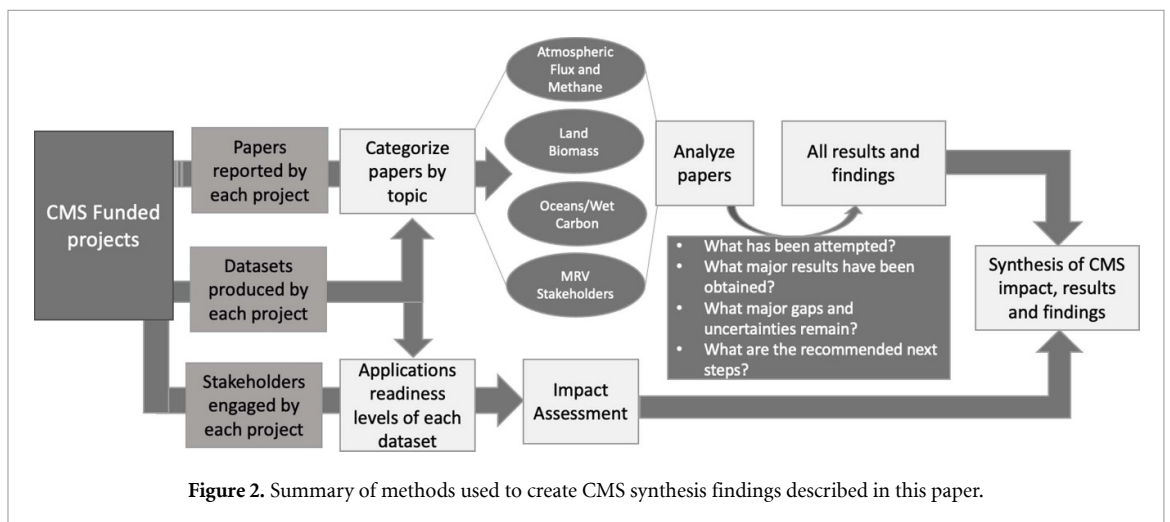 CMS Funded
projects
Papers
reported by
each project
Datasets
produced by
each project
Stakeholders
engaged by
each project
Categorize
papers by
topic
Applications
readiness
levels of each
dataset
Atmospheric
Flux and
Methane
Land
Biomass
Oceans/Wet
Carbon
MRV
Stakeholders
Impact
Assessment
Analyze
papers
All results and
findings
• What has been attempted?
• What major results have been
obtained?
• What major gaps and
uncertainties remain?
• What are the recommended next
steps?
Synthesis of CMS
impact, results
and findings
Figure 2. Summary of methods used to create CMS synthesis findings described in this paper.